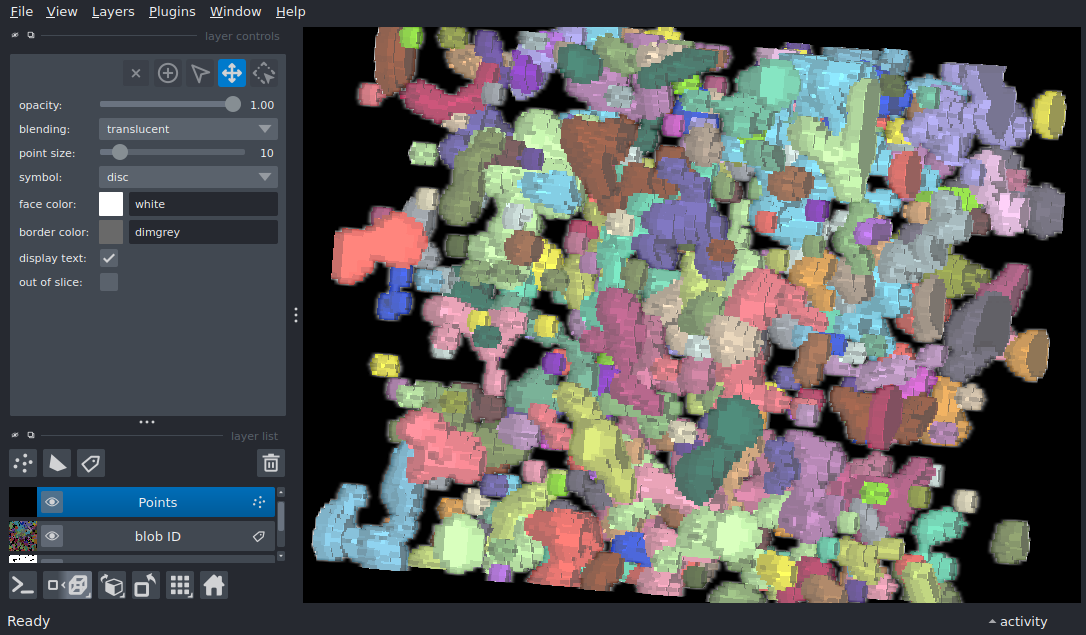 File View Layers Plugins Window Help
layer controls
opacity: 1.00
blending: translucent
point size: 10
symbol: disc
face color: white
border color: dimgrey
display text:
out of slice:
layer list
Points
blob ID
Ready
activity